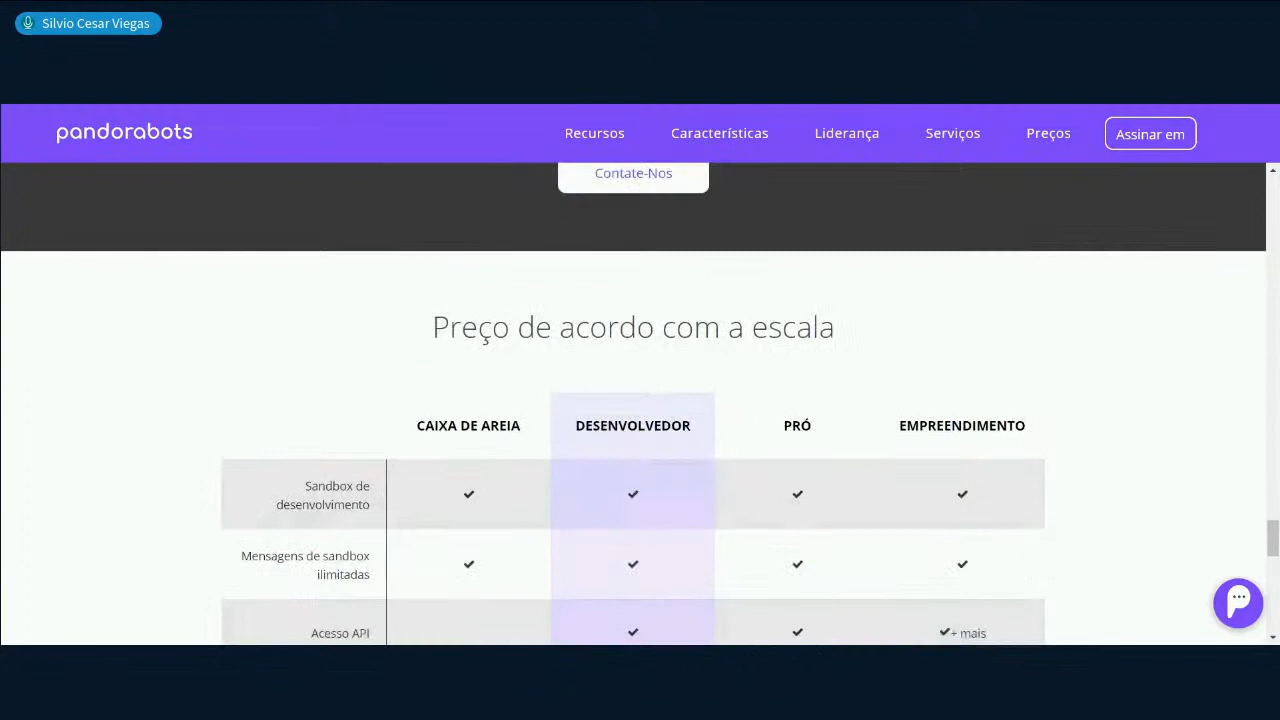 Silvio Cesar Viegas
pandorabots
Recursos
Características
Liderança
Serviços
Preços
Assinar em
Contate-Nos
Preço de acordo com a escala
CAIXA DE AREIA
DESENVOLVEDOR
PRÓ
EMPREENDIMENTO
Sandbox de
desenvolvimento
Mensagens de sandbox
ilimitadas
Acesso API
+ mais